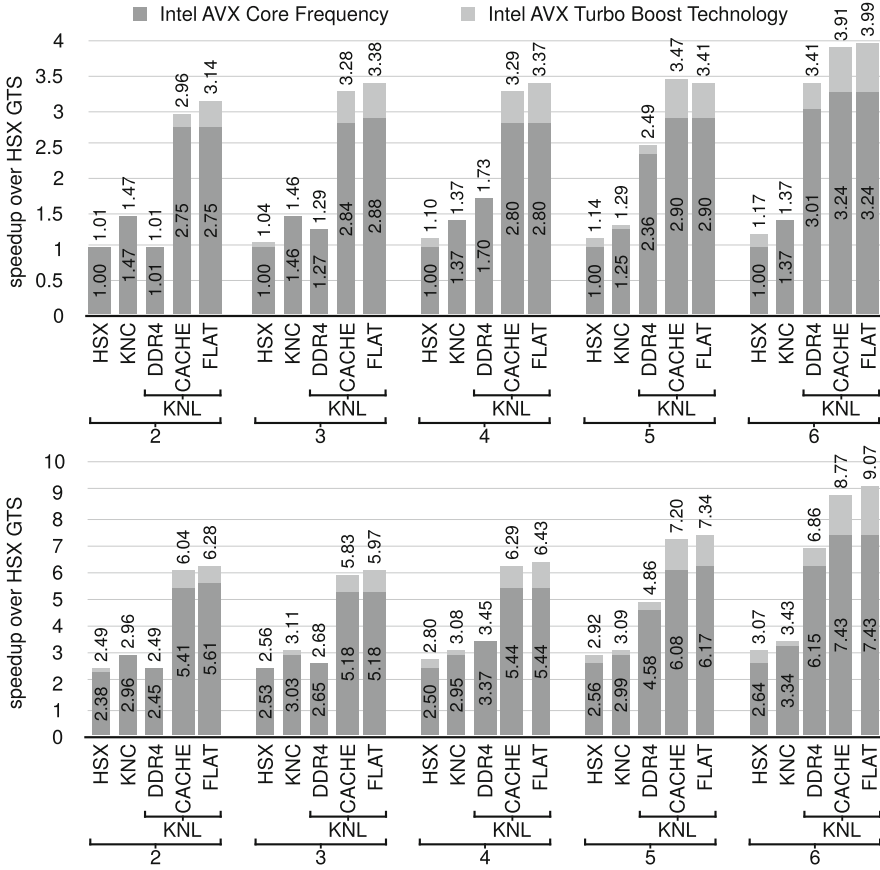 Intel AVX Core Frequency
Intel AVX Turbo Boost Technology
speedup over HSX GTS
4
3.5
3
2.5
2
1.5
1
0.5
0
1.01 1.47 1.01 2.96 3.14
1.00 1.47 1.01 2.75 2.75
1.04 1.46 1.29 3.28 3.38
1.00 1.46 1.27 2.84 2.88
1.10 1.37 1.73 3.29 3.37
1.00 1.37 1.70 2.80 2.80
1.14 1.29 2.49 3.47 3.41
1.00 1.25 2.36 2.90 2.90
1.17 1.37 3.41 3.91 3.99
1.00 1.37 3.01 3.24 3.24
HSX KNC DDR4 CACHE FLAT HSX KNC DDR4 CACHE FLAT HSX KNC DDR4 CACHE FLAT HSX KNC DDR4 CACHE FLAT HSX KNC DDR4 CACHE FLAT
KNL KNL KNL KNL KNL
2 3 4 5 6
speedup over HSX GTS
10
9
8
7
6
5
4
3
2
1
0
2.49 2.96 2.49 6.04 6.28
2.38 2.96 2.45 5.41 5.61
2.56 3.11 2.68 5.83 5.97
2.53 3.03 2.65 5.18 5.18
2.80 3.08 3.45 6.29 6.43
2.50 2.95 3.37 5.44 5.44
2.92 3.09 4.86 7.20 7.34
2.56 2.99 4.58 6.08 6.17
3.07 3.43 6.86 8.77 9.07
2.64 3.34 6.15 7.43 7.43
HSX KNC DDR4 CACHE FLAT HSX KNC DDR4 CACHE FLAT HSX KNC DDR4 CACHE FLAT HSX KNC DDR4 CACHE FLAT HSX KNC DDR4 CACHE FLAT
KNL KNL KNL KNL KNL
2 3 4 5 6